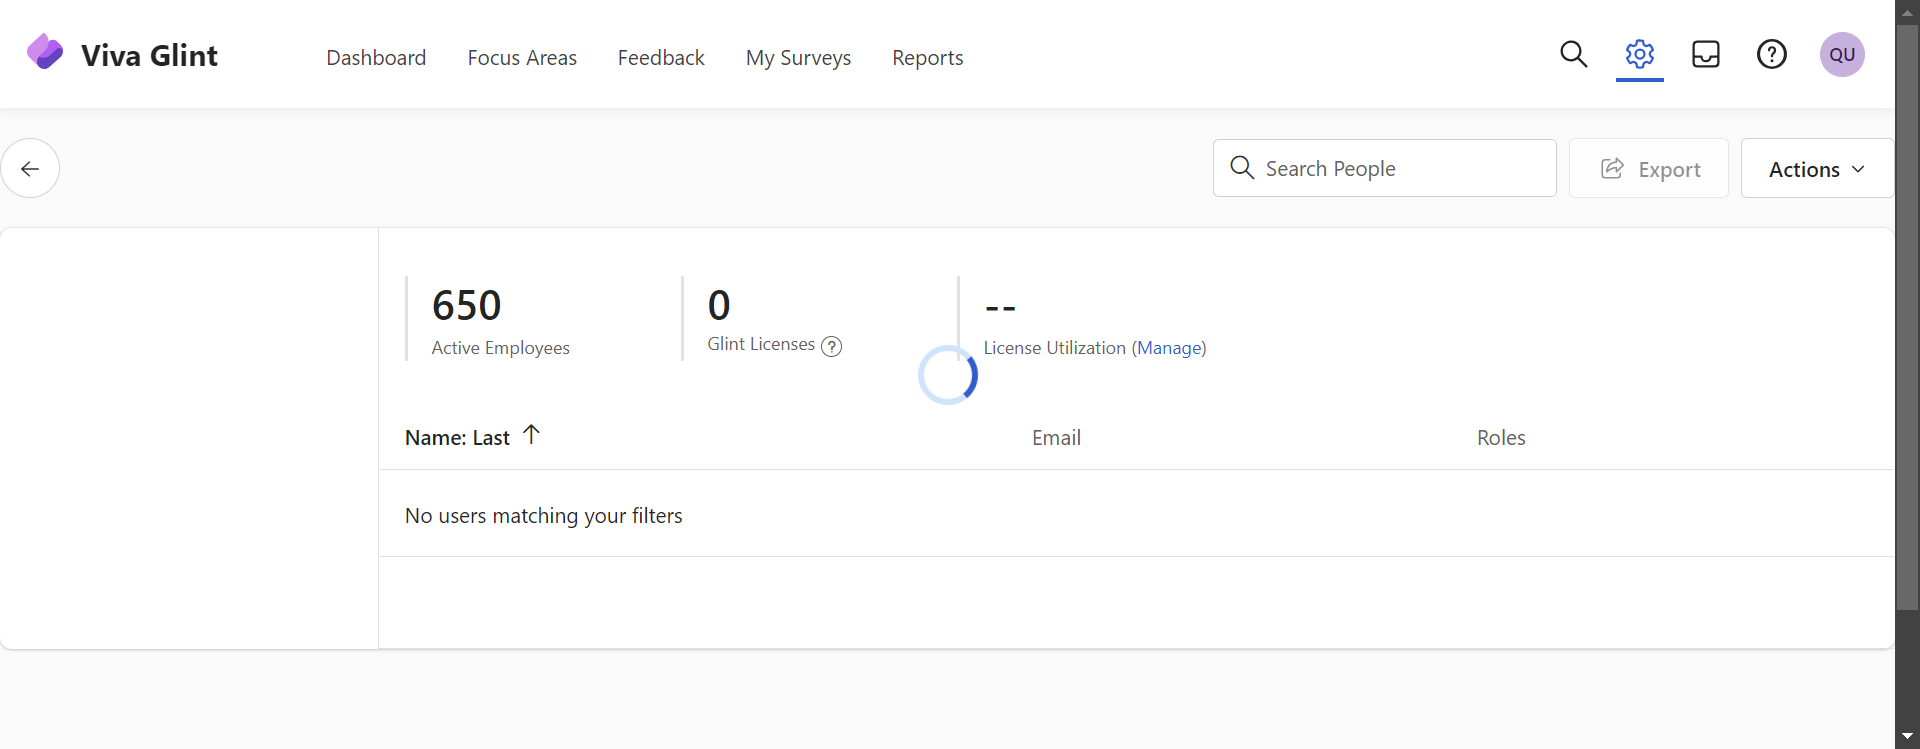 Viva Glint
Dashboard Focus Areas Feedback My Surveys Reports
QU
Search People
Export
Actions
650
Active Employees
0
Glint Licenses
--
License Utilization (Manage)
Name: Last
Email
Roles
No users matching your filters